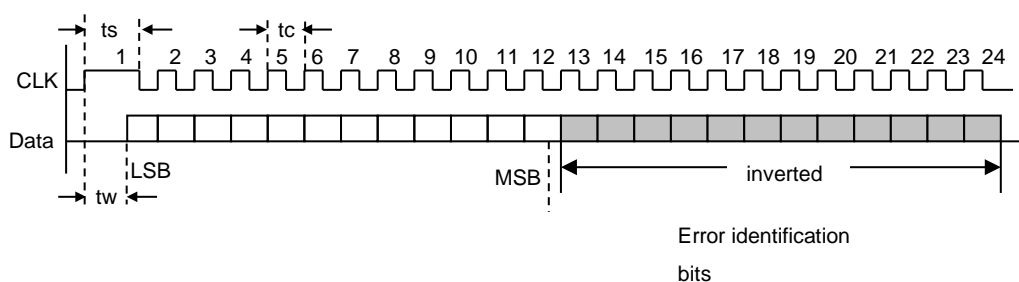 ts tc
1 2 3 4 5 6 7 8 9 10 11 12 13 14 15 16 17 18 19 20 21 22 23 24
CLK
Data
LSB MSB inverted
tw
Error identification
bits